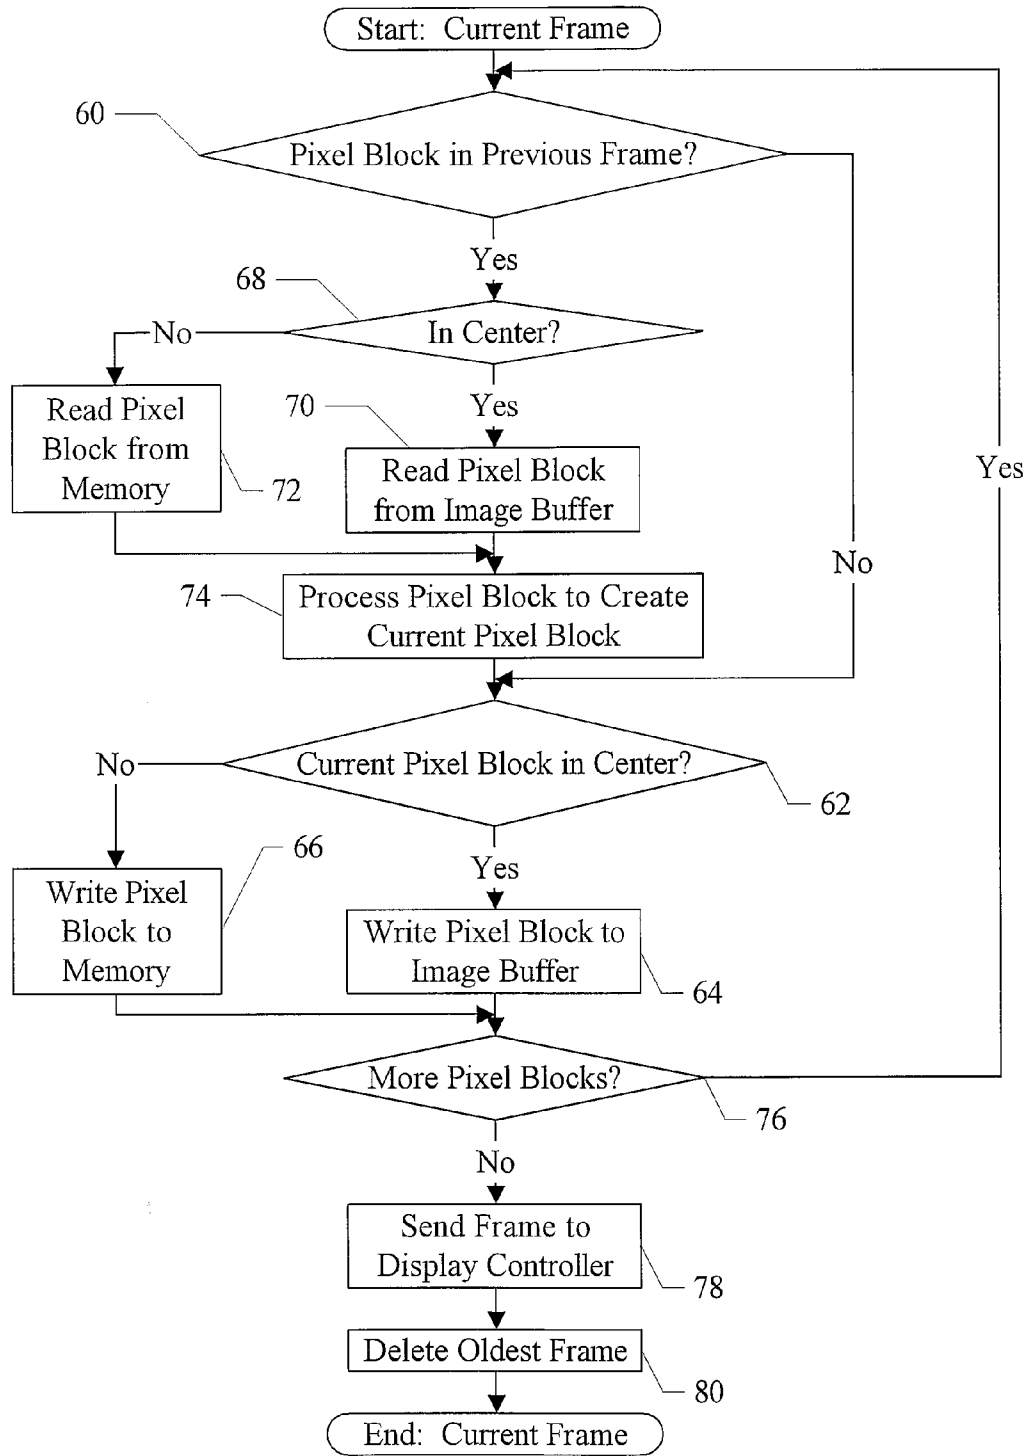 Start: Current Frame
60
Pixel Block in Previous Frame?
Yes
68
In Center?
No
Read Pixel
Block from
Memory
72
Yes
70
Read Pixel Block
from Image Buffer
Yes
No
74
Process Pixel Block to Create
Current Pixel Block
Current Pixel Block in Center?
No
62
66
Yes
Write Pixel
Block to
Memory
Write Pixel Block to
Image Buffer
64
More Pixel Blocks?
76
No
Send Frame to
Display Controller
78
Delete Oldest Frame
80
End: Current Frame